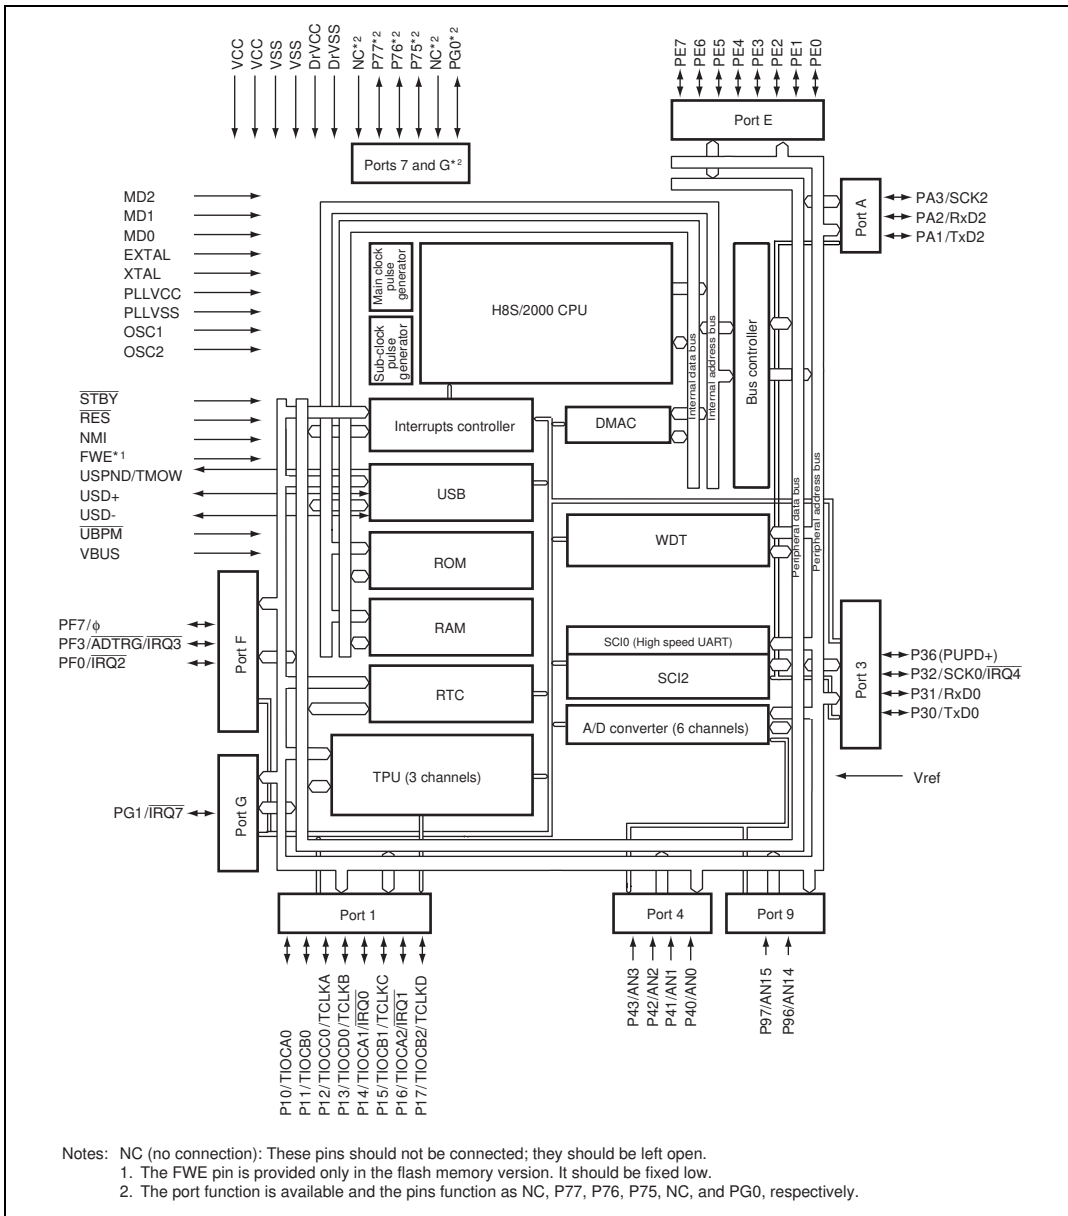 VCC
VCC
VSS
VSS
DrVCC
DrVSS
NC*2
P77*2
P76*2
P75*2
NC*2
PG0*2
PE7
PE6
PE5
PE4
PE3
PE2
PE1
PE0
Port E
Ports 7 and G*2
MD2
MD1
MD0
EXTAL
XTAL
PLLVCC
PLLVSS
OSC1
OSC2
Port A
PA3/SCK2
PA2/RxD2
PA1/TxD2
Main clock
pulse
generator
Sub-clock
pulse
generator
H8S/2000 CPU
Internal data bus
Internal address bus
Bus controller
STBY
RES
NMI
FWE*1
USPND/TMOW
USD+
USD-
UBPM
VBUS
Interrupts controller
DMAC
USB
Peripheral data bus
Peripheral address bus
WDT
ROM
RAM
SCI0 (High speed UART)
SCI2
RTC
A/D converter (6 channels)
TPU (3 channels)
Port F
PF7/ϕ
PF3/ADTRG/IRQ3
PF0/IRQ2
Port 3
P36(PUPD+)
P32/SCK0/IRQ4
P31/RxD0
P30/TxD0
Vref
Port G
PG1/IRQ7
Port 1
Port 4
Port 9
P10/TIOCA0
P11/TIOCB0
P12/TIOCC0/TCLKA
P13/TIOCD0/TCLKB
P14/TIOCA1/IRQ0
P15/TIOCB1/TCLKC
P16/TIOCA2/IRQ1
P17/TIOCB2/TCLKD
P43/AN3
P42/AN2
P41/AN1
P40/AN0
P97/AN15
P96/AN14
Notes: NC (no connection): These pins should not be connected; they should be left open.
1. The FWE pin is provided only in the flash memory version. It should be fixed low.
2. The port function is available and the pins function as NC, P77, P76, P75, NC, and PG0, respectively.